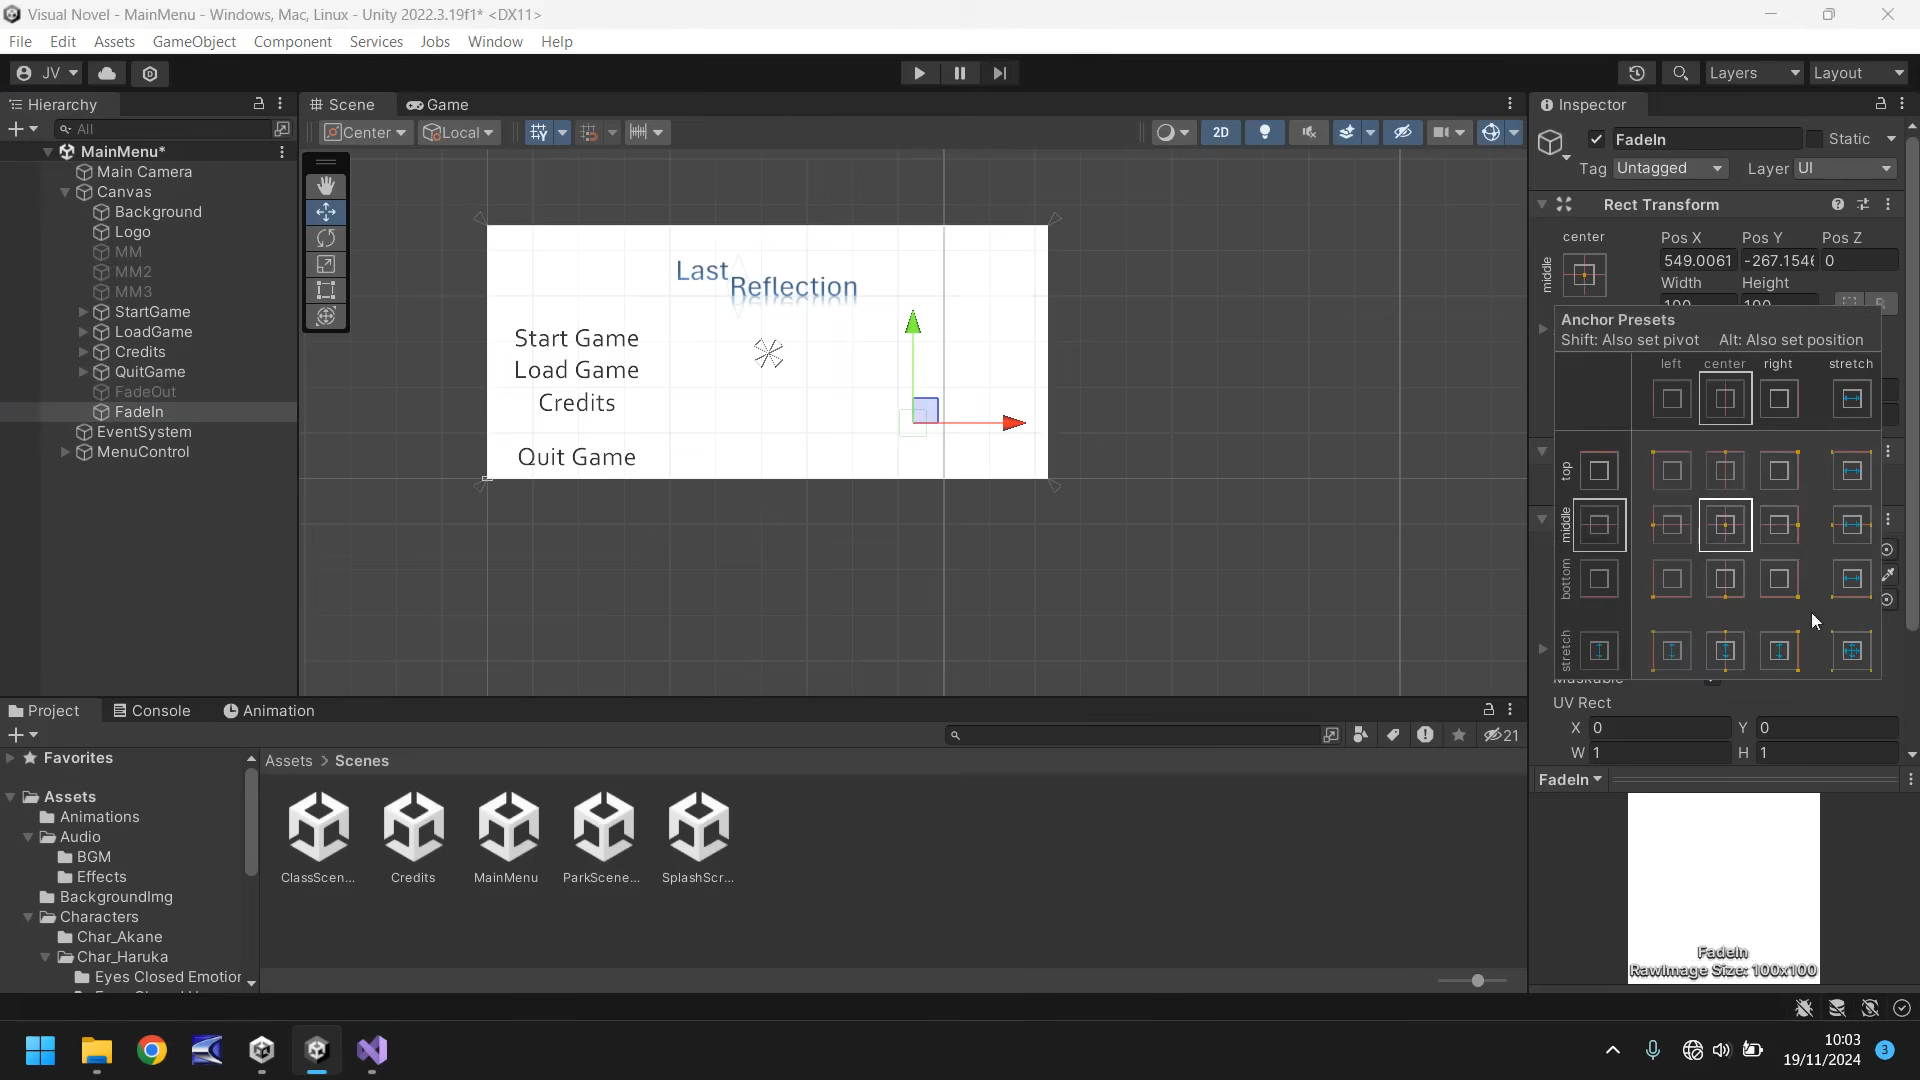 Visual Novel - MainMenu - Windows, Mac, Linux - Unity 2022.3.19f1* <DX11>
File Edit Assets GameObject Component Services Jobs Window Help
JV Layers Layout
Hierarchy
All
MainMenu*
Main Camera
Canvas
Background
Logo
MM
MM2
MM3
StartGame
LoadGame
Credits
QuitGame
FadeOut
FadeIn
EventSystem
MenuControl
Scene Game
Center Local 2D
Last
Reflection
Start Game
Load Game
Credits
Quit Game
Inspector
FadeIn Static
Tag Untagged Layer UI
Rect Transform
center Pos X Pos Y Pos Z
middle 549.0061 -267.154 0
Width Height
Anchor Presets
Shift: Also set pivot Alt: Also set position
left center right stretch
top
middle
bottom
stretch
UV Rect
X 0 Y 0
W 1 H 1
FadeIn
FadeIn
RawImage Size: 100x100
Project Console Animation
21
Favorites
Assets
Animations
Audio
BGM
Effects
BackgroundImg
Characters
Char_Akane
Char_Haruka
Eyes Closed Emotior
Assets > Scenes
ClassScen... Credits MainMenu ParkScene... SplashScr...
10:03
19/11/2024
3